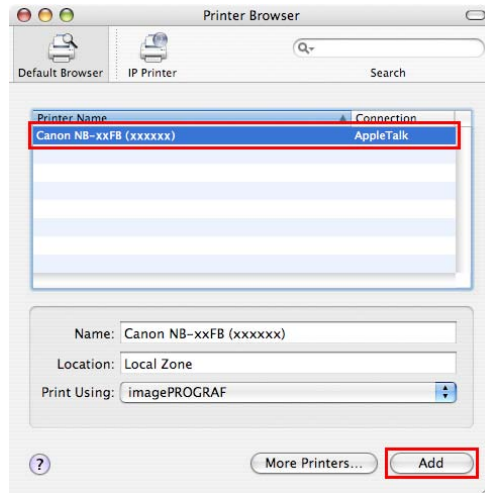 Printer Browser
Default Browser IP Printer Search
Printer Name Connection
Canon NB-xxFB (xxxxxx) AppleTalk
Name: Canon NB-xxFB (xxxxxx)
Location: Local Zone
Print Using: imagePROGRAF
? More Printers... Add